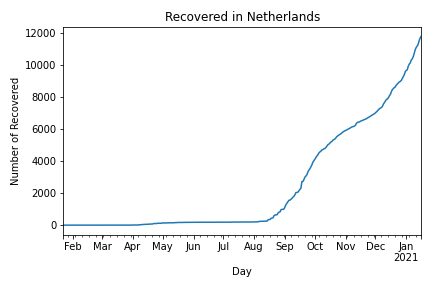 Recovered in Netherlands
Number of Recovered
12000
10000
8000
6000
4000
2000
0
Feb Mar Apr May Jun Jul Aug Sep Oct Nov Dec Jan
2021
Day